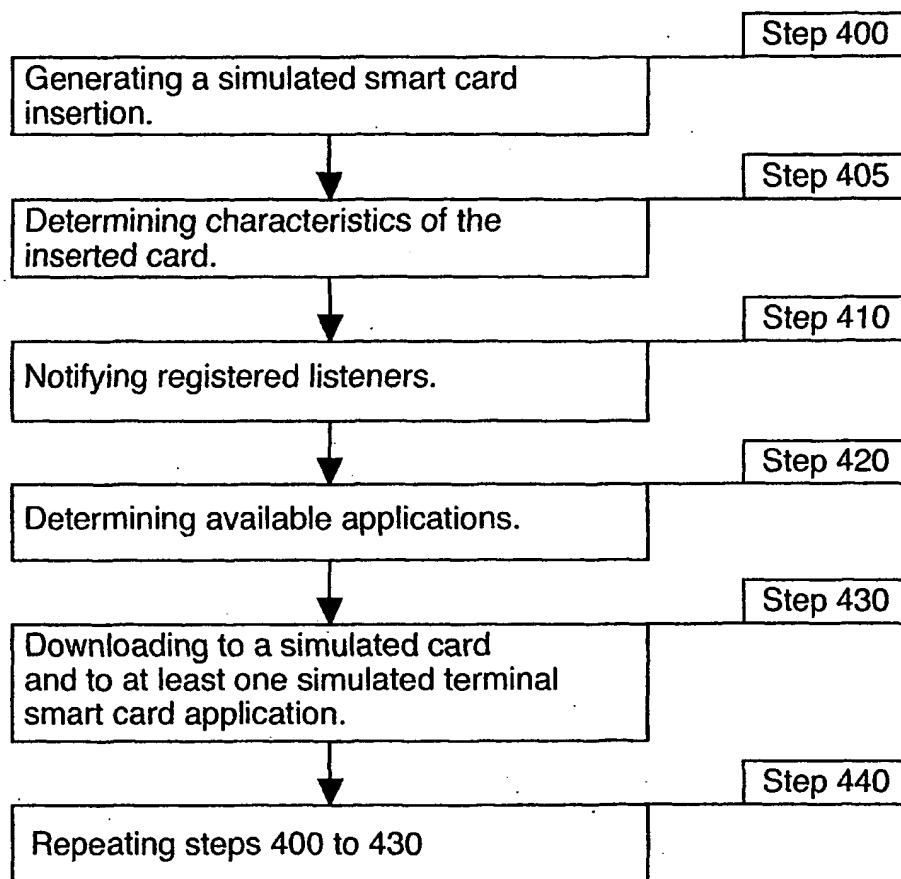 Step 400
Generating a simulated smart card
insertion.
Step 405
Determining characteristics of the
inserted card.
Step 410
Notifying registered listeners.
Step 420
Determining available applications.
Step 430
Downloading to a simulated card
and to at least one simulated terminal
smart card application.
Step 440
Repeating steps 400 to 430